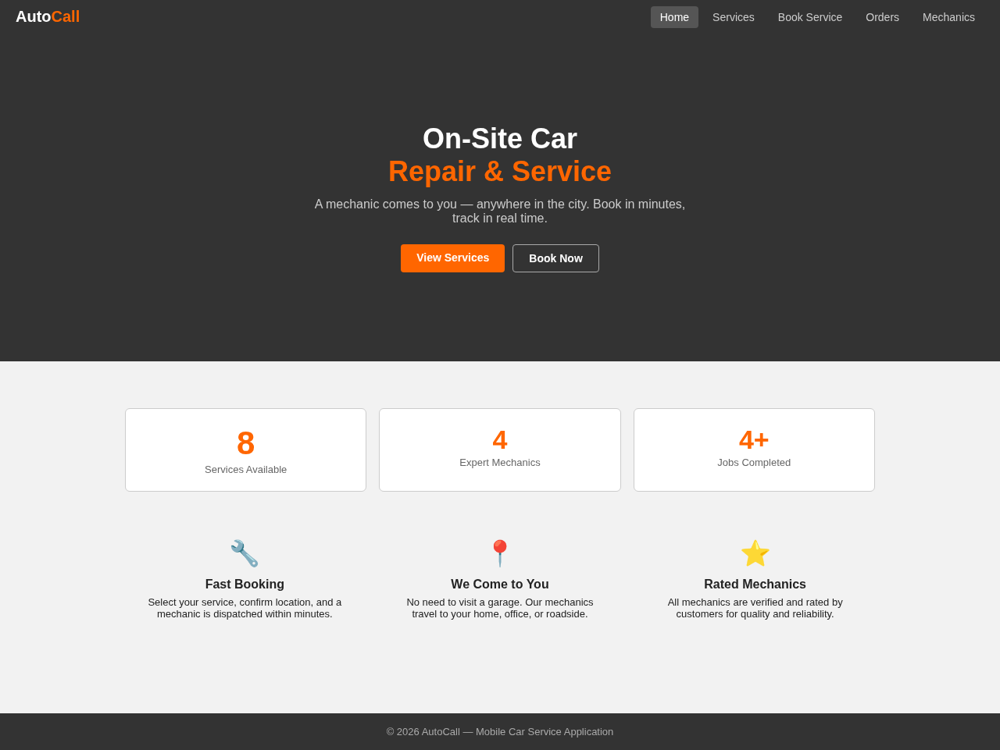 AutoCall
Home
Services
Book Service
Orders
Mechanics
On-Site Car
Repair & Service
A mechanic comes to you — anywhere in the city. Book in minutes,
track in real time.
View Services
Book Now
8
Services Available
4
Expert Mechanics
4+
Jobs Completed
Fast Booking
Select your service, confirm location, and a
mechanic is dispatched within minutes.
We Come to You
No need to visit a garage. Our mechanics
travel to your home, office, or roadside.
Rated Mechanics
All mechanics are verified and rated by
customers for quality and reliability.
© 2026 AutoCall — Mobile Car Service Application